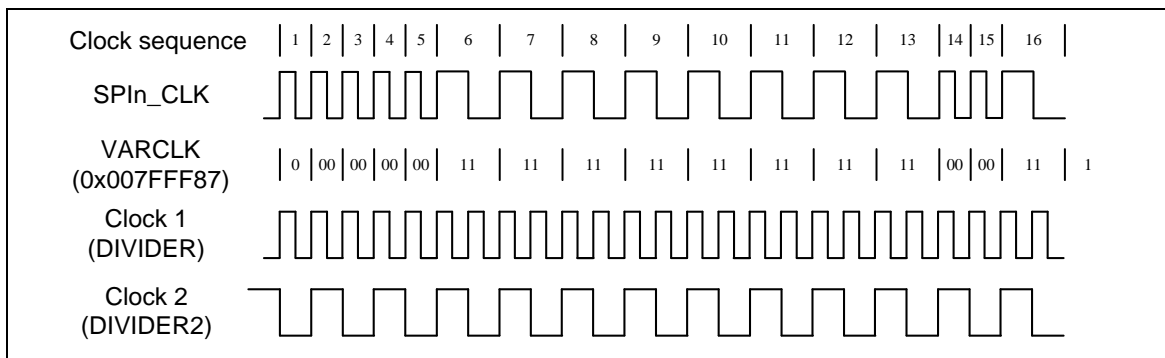 Clock sequence 1 2 3 4 5 6 7 8 9 10 11 12 13 14 15 16
SPIn_CLK
VARCLK
(0x007FFF87)
0 00 00 00 00 11 11 11 11 11 11 11 11 00 00 11 1
Clock 1
(DIVIDER)
Clock 2
(DIVIDER2)